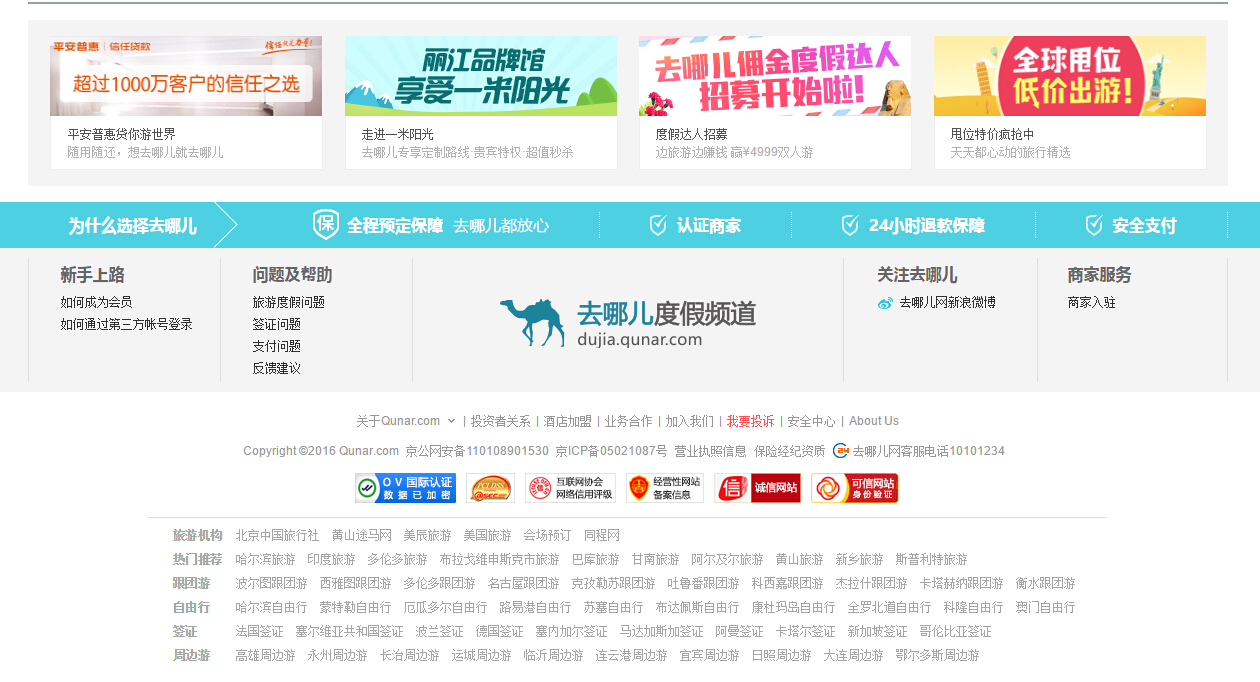 平安普惠 | 信任贷款
超过1000万客户的信任之选
丽江品牌馆
享受一米阳光
去哪儿佣金度假达人
招募开始啦!
全球甩位
低价出游!
平安普惠贷你游世界
随用随还,想去哪儿就去哪儿
走进一米阳光
去哪儿专享定制路线·贵宾特权·超值秒杀
度假达人招募
边旅游边赚钱 赢¥4999双人游
甩位特价疯抢中
天天都心动的旅行精选
为什么选择去哪儿
保 全程预定保障 去哪儿都放心
认证商家
24小时退款保障
安全支付
新手上路
如何成为会员
如何通过第三方帐号登录
问题及帮助
旅游度假问题
签证问题
支付问题
反馈建议
去哪儿度假频道
dujia.qunar.com
关注去哪儿
去哪儿网新浪微博
商家服务
商家入驻
关于Qunar.com | 投资者关系 | 酒店加盟 | 业务合作 | 加入我们 | 我要投诉 | 安全中心 | About Us
Copyright ©2016 Qunar.com 京公网安备110108901530 京ICP备05021087号 营业执照信息 保险经纪资质 24 去哪儿网客服电话10101234
OV国际认证
数据已加密
PCI DSS
@SEC
互联网协会
网络信用评级
经营性网站
备案信息
信 诚信网站
可信网站
身份验证
旅游机构 北京中国旅行社 黄山途马网 美辰旅游 美国旅游 会场预订 同程网
热门推荐 哈尔滨旅游 印度旅游 多伦多旅游 布拉戈维申斯克市旅游 巴库旅游 甘南旅游 阿尔及尔旅游 黄山旅游 新乡旅游 斯普利特旅游
跟团游 波尔图跟团游 西雅图跟团游 多伦多跟团游 名古屋跟团游 克孜勒苏跟团游 吐鲁番跟团游 科西嘉跟团游 杰拉什跟团游 卡塔赫纳跟团游 衡水跟团游
自由行 哈尔滨自由行 蒙特勒自由行 厄瓜多尔自由行 路易港自由行 苏塞自由行 布达佩斯自由行 康杜玛岛自由行 全罗北道自由行 科隆自由行 澳门自由行
签证 法国签证 塞尔维亚共和国签证 波兰签证 德国签证 塞内加尔签证 马达加斯加签证 阿曼签证 卡塔尔签证 新加坡签证 哥伦比亚签证
周边游 高雄周边游 永州周边游 长治周边游 运城周边游 临沂周边游 连云港周边游 宜宾周边游 日照周边游 大连周边游 鄂尔多斯周边游